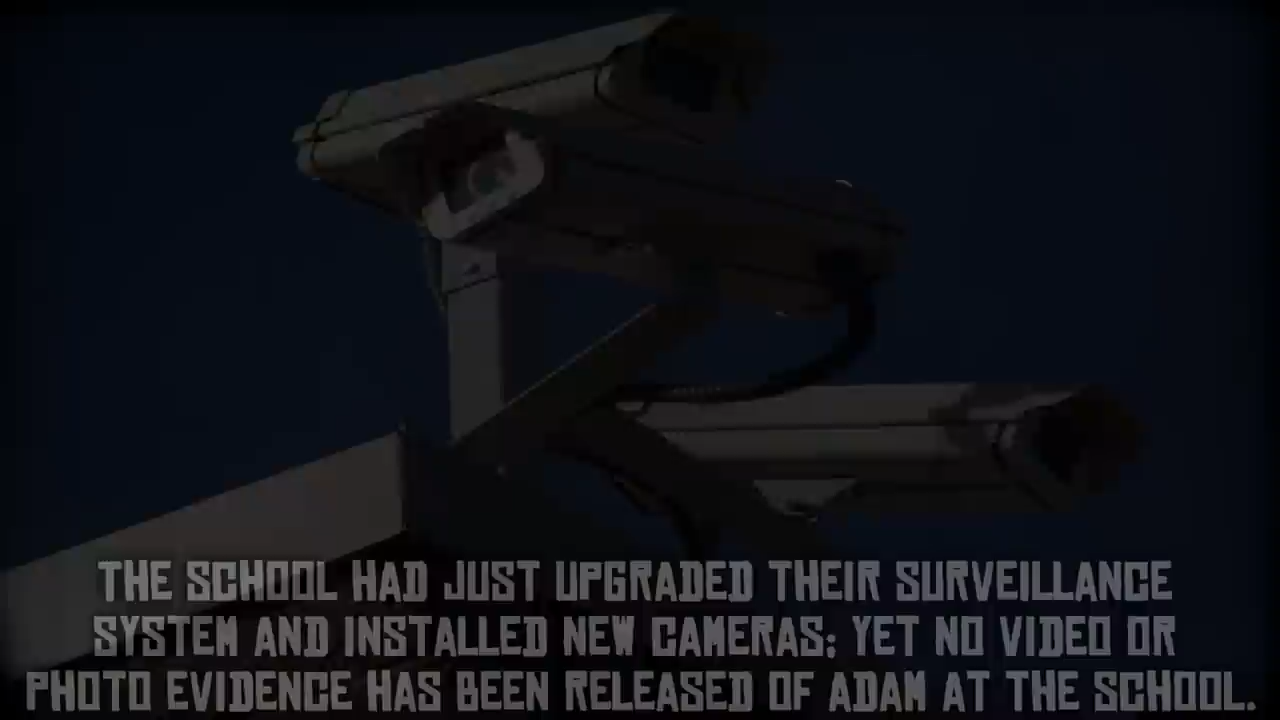 THE SCHOOL HAD JUST UPGRADED THEIR SURVEILLANCE
SYSTEM AND INSTALLED NEW CAMERAS; YET NO VIDEO OR
PHOTO EVIDENCE HAS BEEN RELEASED OF ADAM AT THE SCHOOL.